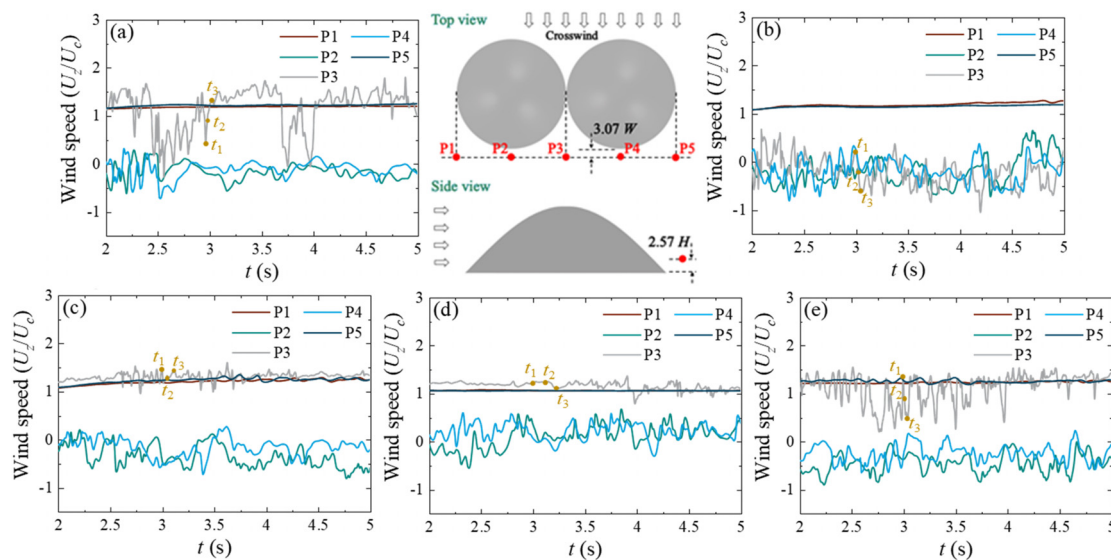 (a)
P1 P4
P2 P5
P3
t3
t2
t1
Wind speed (Uz/Uc)
3
2
1
0
-1
2 2.5 3 3.5 4 4.5 5
t (s)
Top view
Crosswind
3.07 W
P1 P2 P3 P4 P5
Side view
2.57 H
(b)
P1 P4
P2 P5
P3
t1
t2
t3
Wind speed (Uz/Uc)
3
2
1
0
-1
2 2.5 3 3.5 4 4.5 5
t (s)
(c)
P1 P4
P2 P5
P3
t1 t3
t2
Wind speed (Uz/Uc)
3
2
1
0
-1
2 2.5 3 3.5 4 4.5 5
t (s)
(d)
P1 P4
P2 P5
P3
t1 t2
t3
Wind speed (Uz/Uc)
3
2
1
0
-1
2 2.5 3 3.5 4 4.5 5
t (s)
(e)
P1 P4
P2 P5
P3
t1
t2
t3
Wind speed (Uz/Uc)
3
2
1
0
-1
2 2.5 3 3.5 4 4.5 5
t (s)